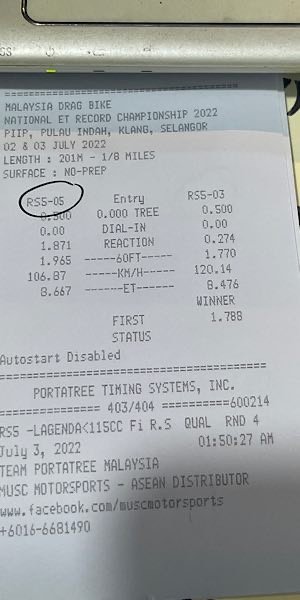 MALAYSIA DRAG BIKE
NATIONAL ET RECORD CHAMPIONSHIP 2022
PIIP, PULAU INDAH, KLANG, SELANGOR
02 & 03 JULY 2022
LENGTH : 201M - 1/8 MILES
SURFACE : NO-PREP
RS5-05 Entry RS5-03
0.500 0.000 TREE 0.500
0.00 DIAL-IN 0.00
1.871 REACTION 0.274
1.965 ------60FT------ 1.770
106.87 ------KM/H------ 120.14
8.667 -------ET------- 8.476
WINNER
FIRST 1.788
STATUS
Autostart Disabled
PORTATREE TIMING SYSTEMS, INC.
=============== 403/404 ==========600214
RS5 -LAGENDA<115CC Fi R.S QUAL RND 4
July 3, 2022 01:50:27 AM
TEAM PORTATREE MALAYSIA
MUSC MOTORSPORTS - ASEAN DISTRIBUTOR
www.facebook.com/muscmotorsports
+6016-6681490